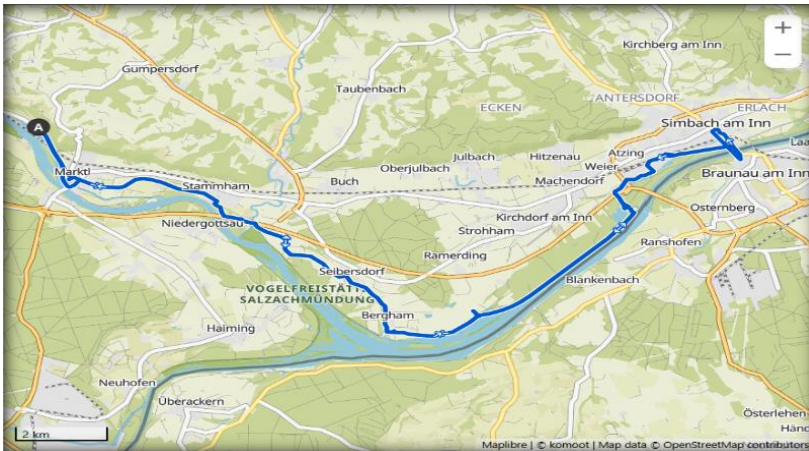 +
Kirchberg am Inn
−
Gumpersdorf
Taubenbach
ECKEN
ANTERSDORF
ERLACH
A
Simbach am Inn
Marktl
Stammham
Buch
Oberjulbach
Julbach
Hitzenau
Atzing
Weier
Machendorf
Braunau am Inn
Niedergottsau
Kirchdorf am Inn
Osternberg
Strohham
Ranshofen
Ramerding
Seibersdorf
VOGELFREISTÄTT
SALZACHMÜNDUNG
Blankenbach
Bergham
Haiming
Neuhofen
Überackern
Österlehen
2 km
Maplibre | © komoot | Map data © OpenStreetMap contributors